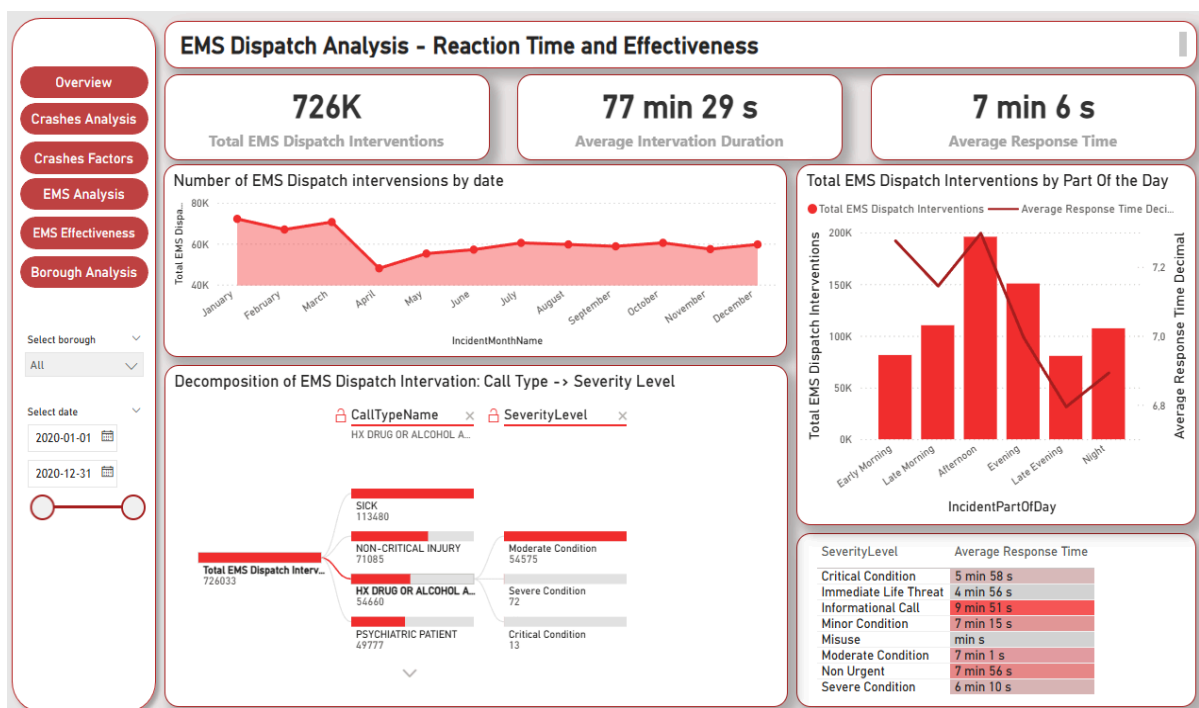 EMS Dispatch Analysis - Reaction Time and Effectiveness
Overview
Crashes Analysis
Crashes Factors
EMS Analysis
EMS Effectiveness
Borough Analysis
Select borough
All
Select date
2020-01-01
2020-12-31
726K
Total EMS Dispatch Interventions
77 min 29 s
Average Intervation Duration
7 min 6 s
Average Response Time
Number of EMS Dispatch intervensions by date
Total EMS Dispa...
80K
60K
40K
January
February
March
April
May
June
July
August
September
October
November
December
IncidentMonthName
Total EMS Dispatch Interventions by Part Of the Day
Total EMS Dispatch Interventions
Average Response Time Deci...
Total EMS Dispatch Interventions
200K
150K
100K
50K
0K
7,2
7,0
6,8
Average Response Time Decimal
Early Morning
Late Morning
Afternoon
Evening
Late Evening
Night
IncidentPartOfDay
Decomposition of EMS Dispatch Intervation: Call Type -> Severity Level
CallTypeName
HX DRUG OR ALCOHOL A...
SeverityLevel
Total EMS Dispatch Interv...
726033
SICK
113480
NON-CRITICAL INJURY
71085
HX DRUG OR ALCOHOL A...
54660
PSYCHIATRIC PATIENT
49777
Moderate Condition
54575
Severe Condition
72
Critical Condition
13
SeverityLevel Average Response Time
Critical Condition 5 min 58 s
Immediate Life Threat 4 min 56 s
Informational Call 9 min 51 s
Minor Condition 7 min 15 s
Misuse min s
Moderate Condition 7 min 1 s
Non Urgent 7 min 56 s
Severe Condition 6 min 10 s